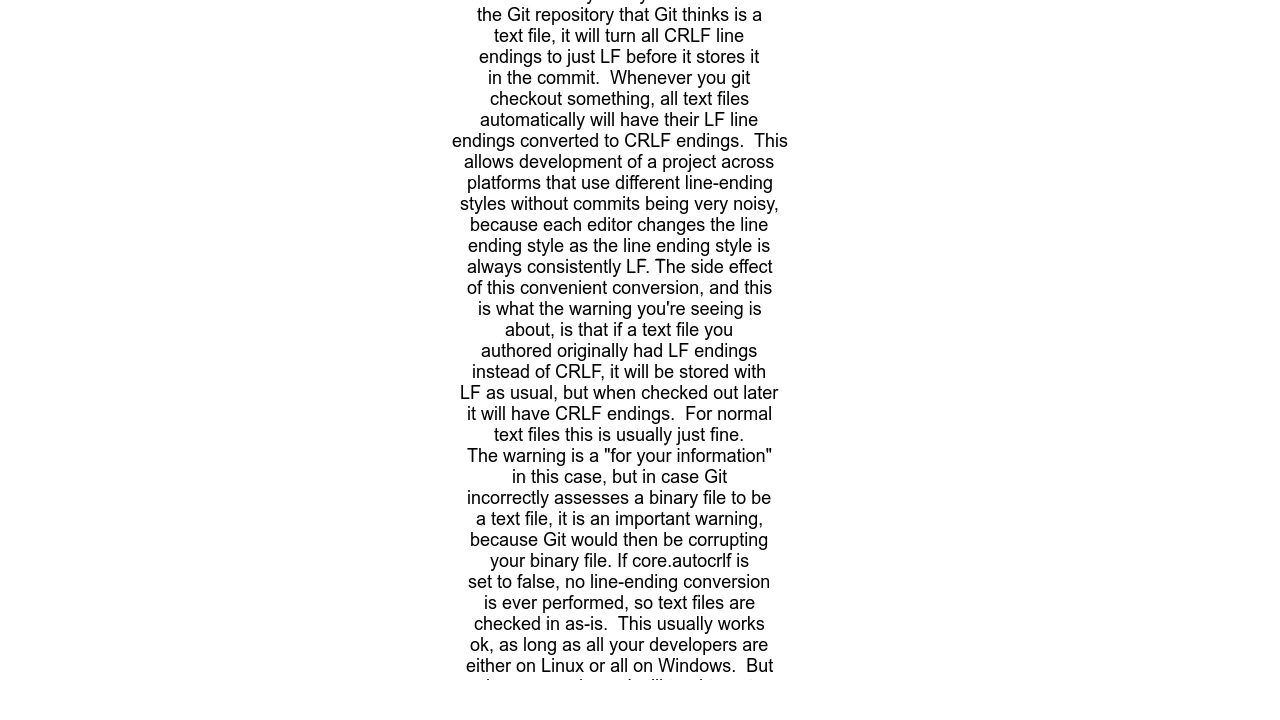 the Git repository that Git thinks is a
text file, it will turn all CRLF line
endings to just LF before it stores it
in the commit.  Whenever you git
checkout something, all text files
automatically will have their LF line
endings converted to CRLF endings.  This
allows development of a project across
platforms that use different line-ending
styles without commits being very noisy,
because each editor changes the line
ending style as the line ending style is
always consistently LF. The side effect
of this convenient conversion, and this
is what the warning you're seeing is
about, is that if a text file you
authored originally had LF endings
instead of CRLF, it will be stored with
LF as usual, but when checked out later
it will have CRLF endings.  For normal
text files this is usually just fine.
The warning is a "for your information"
in this case, but in case Git
incorrectly assesses a binary file to be
a text file, it is an important warning,
because Git would then be corrupting
your binary file. If core.autocrlf is
set to false, no line-ending conversion
is ever performed, so text files are
checked in as-is.  This usually works
ok, as long as all your developers are
either on Linux or all on Windows.  But